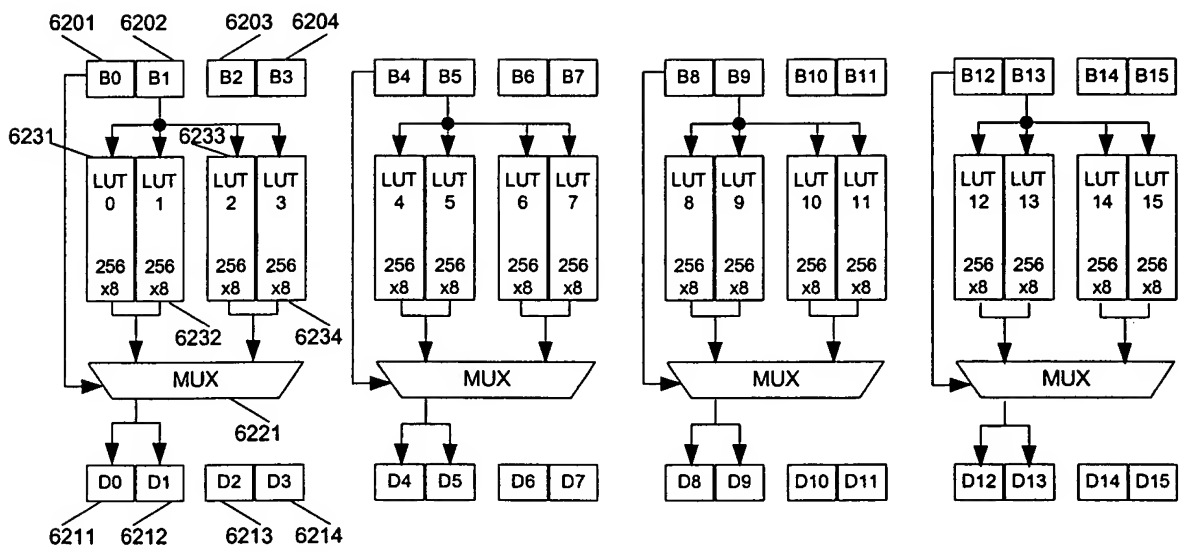 6201 6202 6203 6204
B0 B1 B2 B3 B4 B5 B6 B7 B8 B9 B10 B11 B12 B13 B14 B15
6231 6233
LUT LUT LUT LUT LUT LUT LUT LUT LUT LUT LUT LUT LUT LUT LUT LUT
0 1 2 3 4 5 6 7 8 9 10 11 12 13 14 15
256 256 256 256 256 256 256 256 256 256 256 256 256 256 256 256
x8 x8 x8 x8 x8 x8 x8 x8 x8 x8 x8 x8 x8 x8 x8 x8
6232 6234
MUX MUX MUX MUX
6221
D0 D1 D2 D3 D4 D5 D6 D7 D8 D9 D10 D11 D12 D13 D14 D15
6211 6212 6213 6214